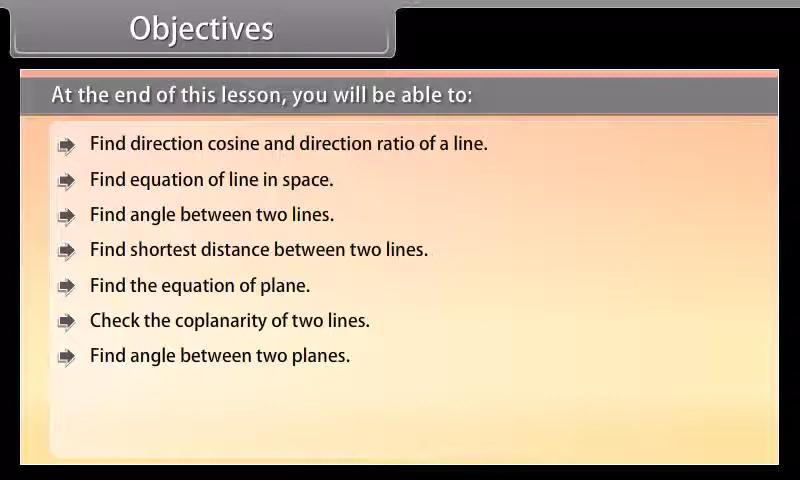 Objectives
At the end of this lesson, you will be able to:
Find direction cosine and direction ratio of a line.
Find equation of line in space.
Find angle between two lines.
Find shortest distance between two lines.
Find the equation of plane.
Check the coplanarity of two lines.
Find angle between two planes.